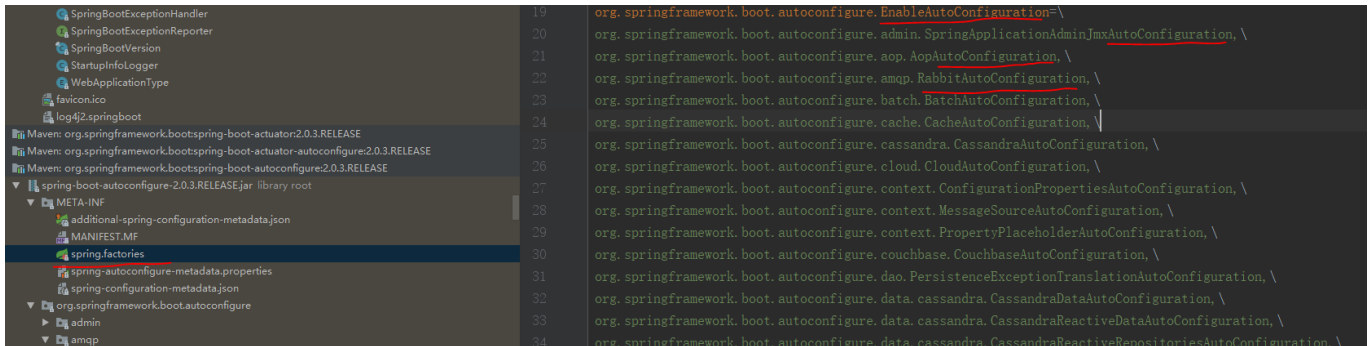 SpringBootExceptionHandler
SpringBootExceptionReporter
SpringBootVersion
StartupInfoLogger
WebApplicationType
favicon.ico
log4j2.springboot
Maven: org.springframework.boot:spring-boot-actuator:2.0.3.RELEASE
Maven: org.springframework.boot:spring-boot-actuator-autoconfigure:2.0.3.RELEASE
Maven: org.springframework.boot:spring-boot-autoconfigure:2.0.3.RELEASE
spring-boot-autoconfigure-2.0.3.RELEASE.jar library root
META-INF
additional-spring-configuration-metadata.json
MANIFEST.MF
spring.factories
spring-autoconfigure-metadata.properties
spring-configuration-metadata.json
org.springframework.boot.autoconfigure
admin
amqp
19 org.springframework.boot.autoconfigure.EnableAutoConfiguration=\
20 org.springframework.boot.autoconfigure.admin.SpringApplicationAdminJmxAutoConfiguration,\
21 org.springframework.boot.autoconfigure.aop.AopAutoConfiguration,\
22 org.springframework.boot.autoconfigure.amqp.RabbitAutoConfiguration,\
23 org.springframework.boot.autoconfigure.batch.BatchAutoConfiguration,\
24 org.springframework.boot.autoconfigure.cache.CacheAutoConfiguration,\
25 org.springframework.boot.autoconfigure.cassandra.CassandraAutoConfiguration,\
26 org.springframework.boot.autoconfigure.cloud.CloudAutoConfiguration,\
27 org.springframework.boot.autoconfigure.context.ConfigurationPropertiesAutoConfiguration,\
28 org.springframework.boot.autoconfigure.context.MessageSourceAutoConfiguration,\
29 org.springframework.boot.autoconfigure.context.PropertyPlaceholderAutoConfiguration,\
30 org.springframework.boot.autoconfigure.couchbase.CouchbaseAutoConfiguration,\
31 org.springframework.boot.autoconfigure.dao.PersistenceExceptionTranslationAutoConfiguration,\
32 org.springframework.boot.autoconfigure.data.cassandra.CassandraDataAutoConfiguration,\
33 org.springframework.boot.autoconfigure.data.cassandra.CassandraReactiveDataAutoConfiguration,\
34 org.springframework.boot.autoconfigure.data.cassandra.CassandraReactiveRepositoriesAutoConfiguration,\